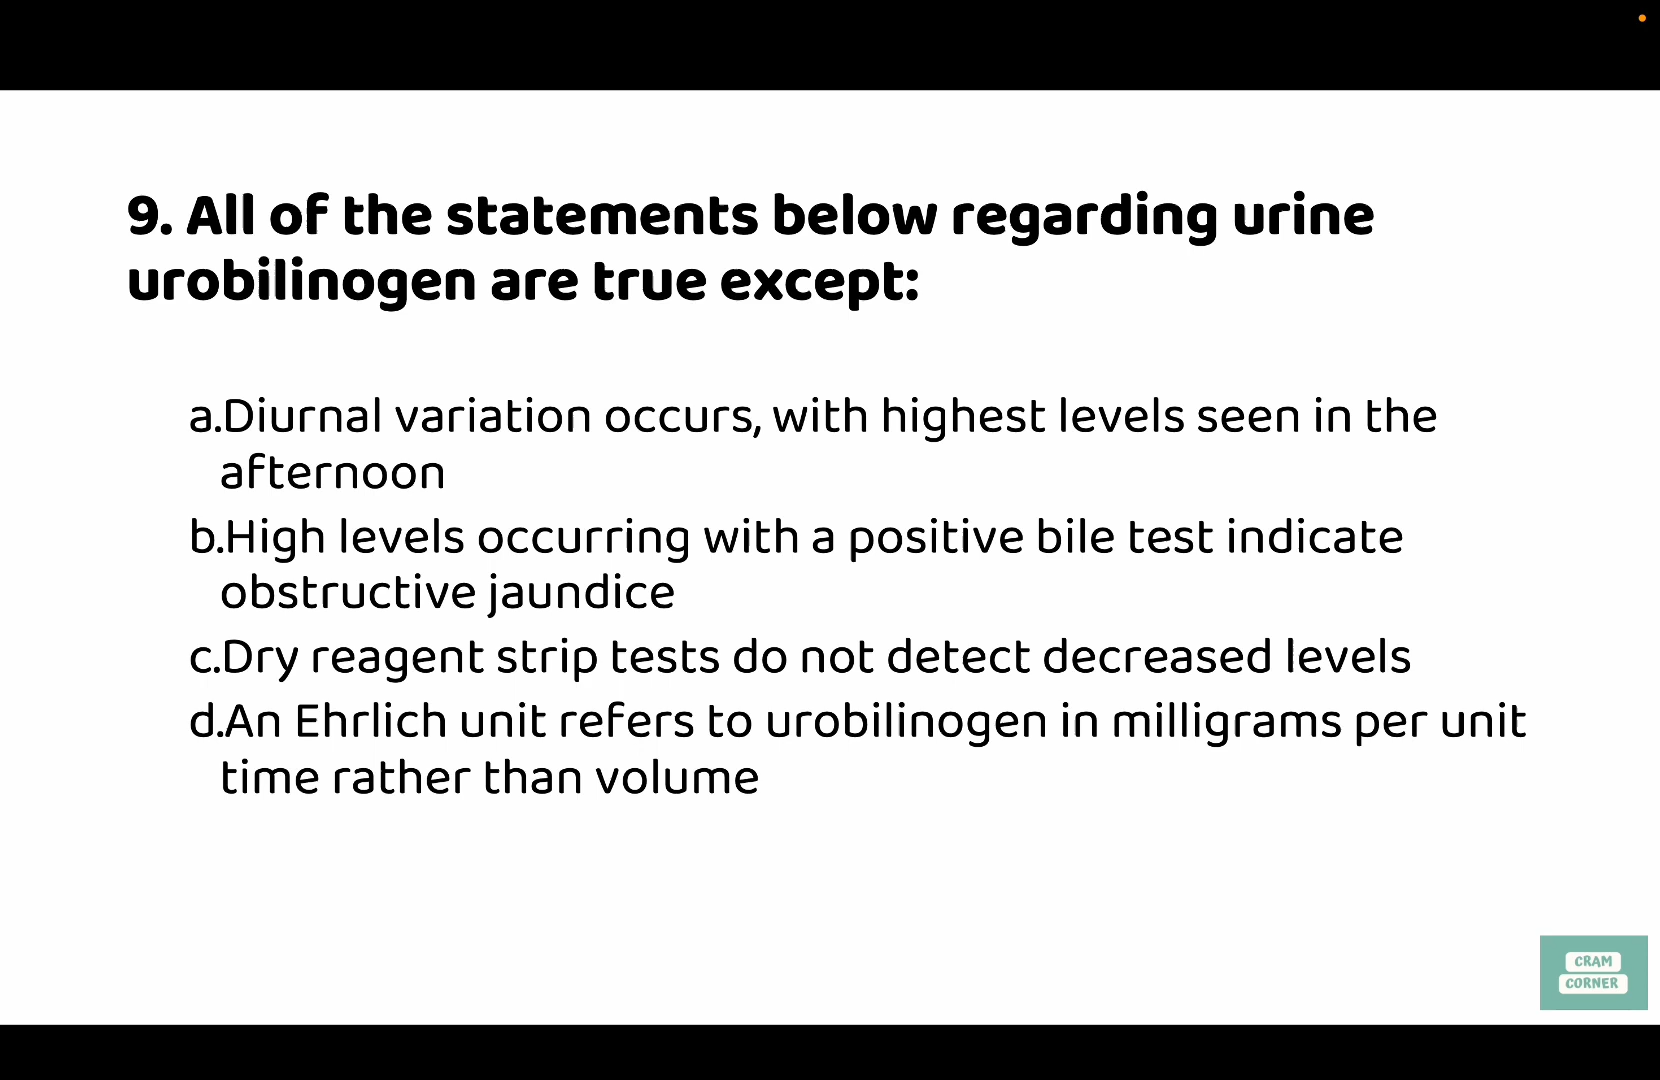 9. All of the statements below regarding urine
urobilinogen are true except:
a.Diurnal variation occurs, with highest levels seen in the
afternoon
b.High levels occurring with a positive bile test indicate
obstructive jaundice
c.Dry reagent strip tests do not detect decreased levels
d.An Ehrlich unit refers to urobilinogen in milligrams per unit
time rather than volume
CRAM
CORNER